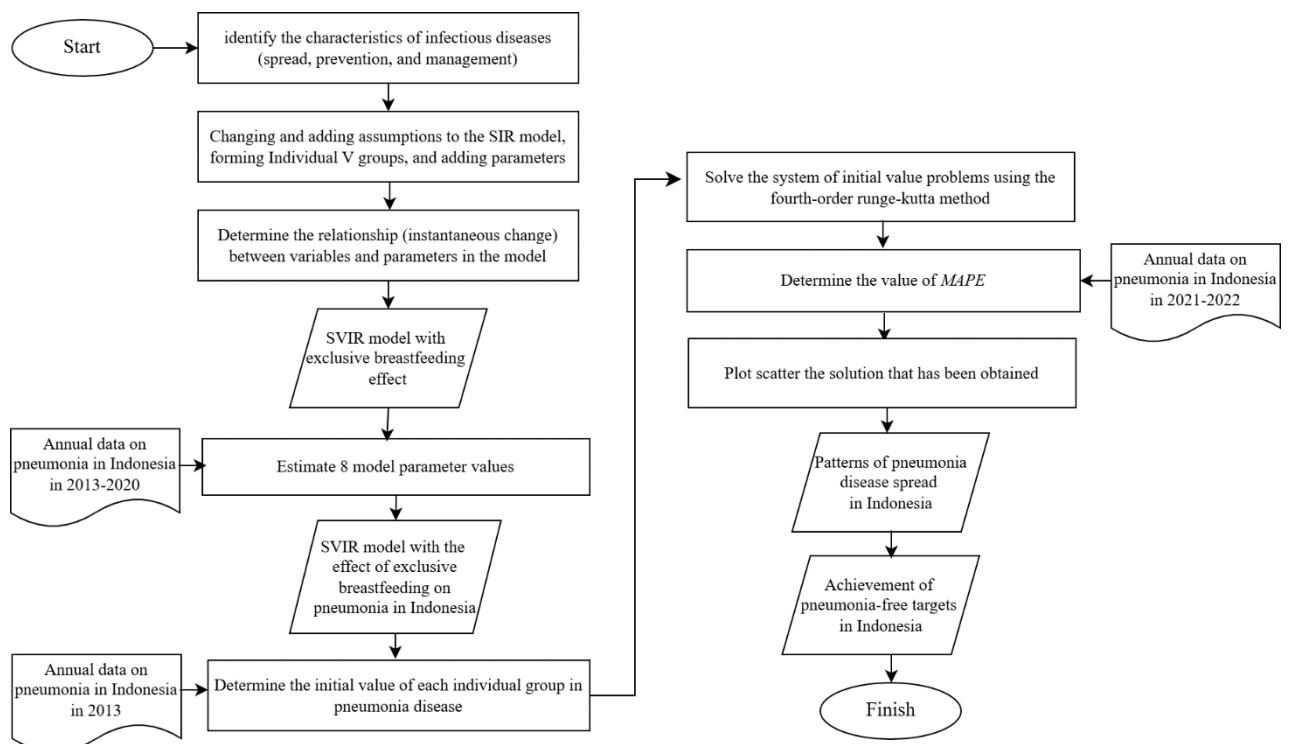 Start
identify the characteristics of infectious diseases
(spread, prevention, and management)
Changing and adding assumptions to the SIR model,
forming Individual V groups, and adding parameters
Determine the relationship (instantaneous change)
between variables and parameters in the model
SVIR model with
exclusive breastfeeding
effect
Annual data on
pneumonia in Indonesia
in 2013-2020
Estimate 8 model parameter values
SVIR model with the
effect of exclusive
breastfeeding on
pneumonia in Indonesia
Annual data on
pneumonia in Indonesia
in 2013
Determine the initial value of each individual group in
pneumonia disease
Solve the system of initial value problems using the
fourth-order runge-kutta method
Determine the value of MAPE
Annual data on
pneumonia in Indonesia
in 2021-2022
Plot scatter the solution that has been obtained
Patterns of pneumonia
disease spread
in Indonesia
Achievement of
pneumonia-free targets
in Indonesia
Finish